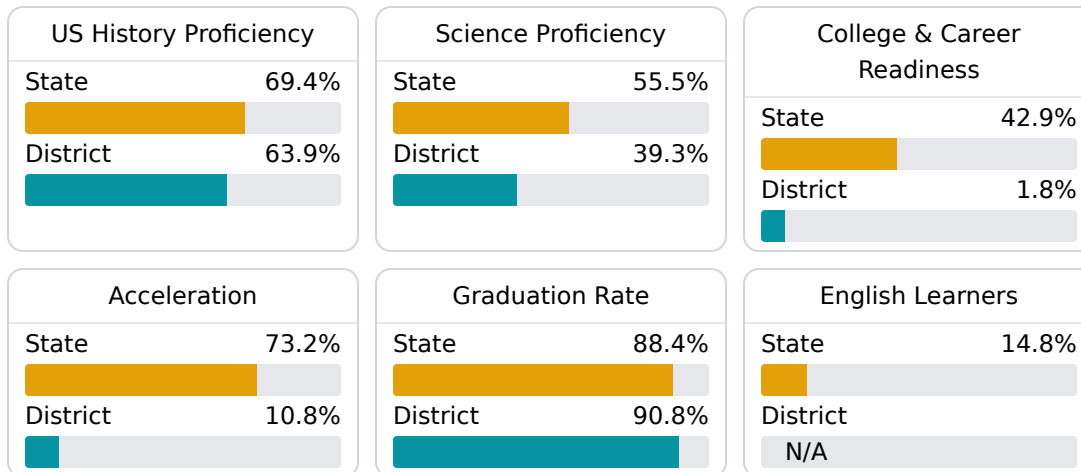 US History Proficiency
State 69.4%
District 63.9%
Science Proficiency
State 55.5%
District 39.3%
College & Career
Readiness
State 42.9%
District 1.8%
Acceleration
State 73.2%
District 10.8%
Graduation Rate
State 88.4%
District 90.8%
English Learners
State 14.8%
District
N/A